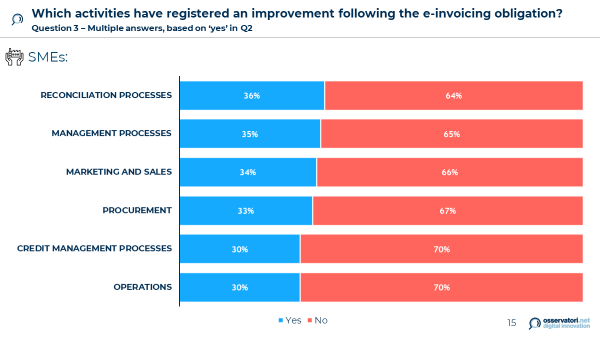 Which activities have registered an improvement following the e-invoicing obligation?
Question 3 – Multiple answers, based on ‘yes’ in Q2
SMEs:
RECONCILIATION PROCESSES 36% 64%
MANAGEMENT PROCESSES 35% 65%
MARKETING AND SALES 34% 66%
PROCUREMENT 33% 67%
CREDIT MANAGEMENT PROCESSES 30% 70%
OPERATIONS 30% 70%
Yes No
15
osservatori.net
digital innovation